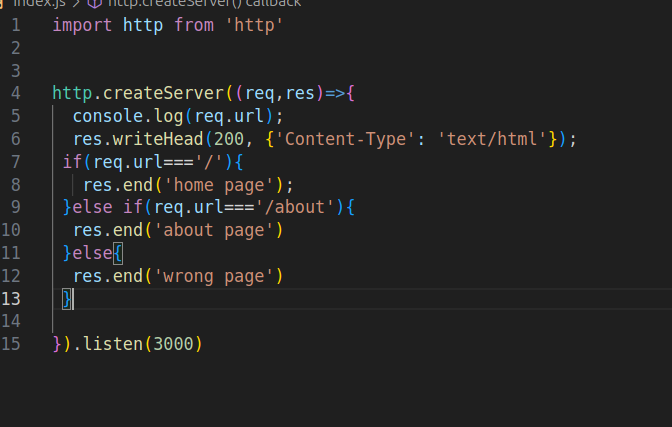 index.js > http.createServer() callback
1 import http from 'http'
2
3
4 http.createServer((req,res)=>{
5 console.log(req.url);
6 res.writeHead(200, {'Content-Type': 'text/html'});
7 if(req.url==='/'){
8 res.end('home page');
9 }else if(req.url==='/about'){
10 res.end('about page')
11 }else{
12 res.end('wrong page')
13 }
14
15 }).listen(3000)